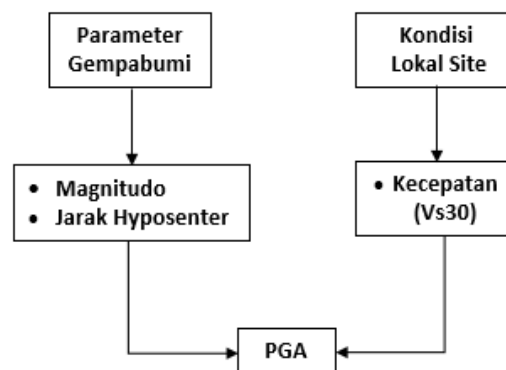 Parameter
Gempabumi
Kondisi
Lokal Site
• Magnitudo
• Jarak Hyposenter
• Kecepatan
(Vs30)
PGA